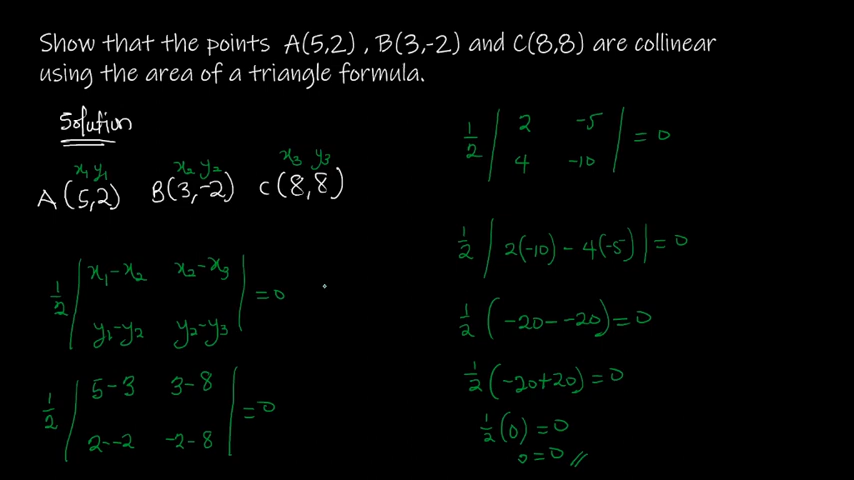 Show that the points A(5,2) , B(3,-2) and C(8,8) are collinear
using the area of a triangle formula.
Solution
x₁ y₁ x₂ y₂ x₃ y₃
A(5,2) B(3,-2) C(8,8)
½ | x₁-x₂ x₂-x₃ | = 0
| y₁-y₂ y₂-y₃ |
½ | 5-3 3-8 | = 0
| 2--2 -2-8 |
½ | 2 -5 | = 0
| 4 -10 |
½ | 2(-10) - 4(-5) | = 0
½ (-20--20) = 0
½ (-20+20) = 0
½ (0) = 0
0 = 0 //